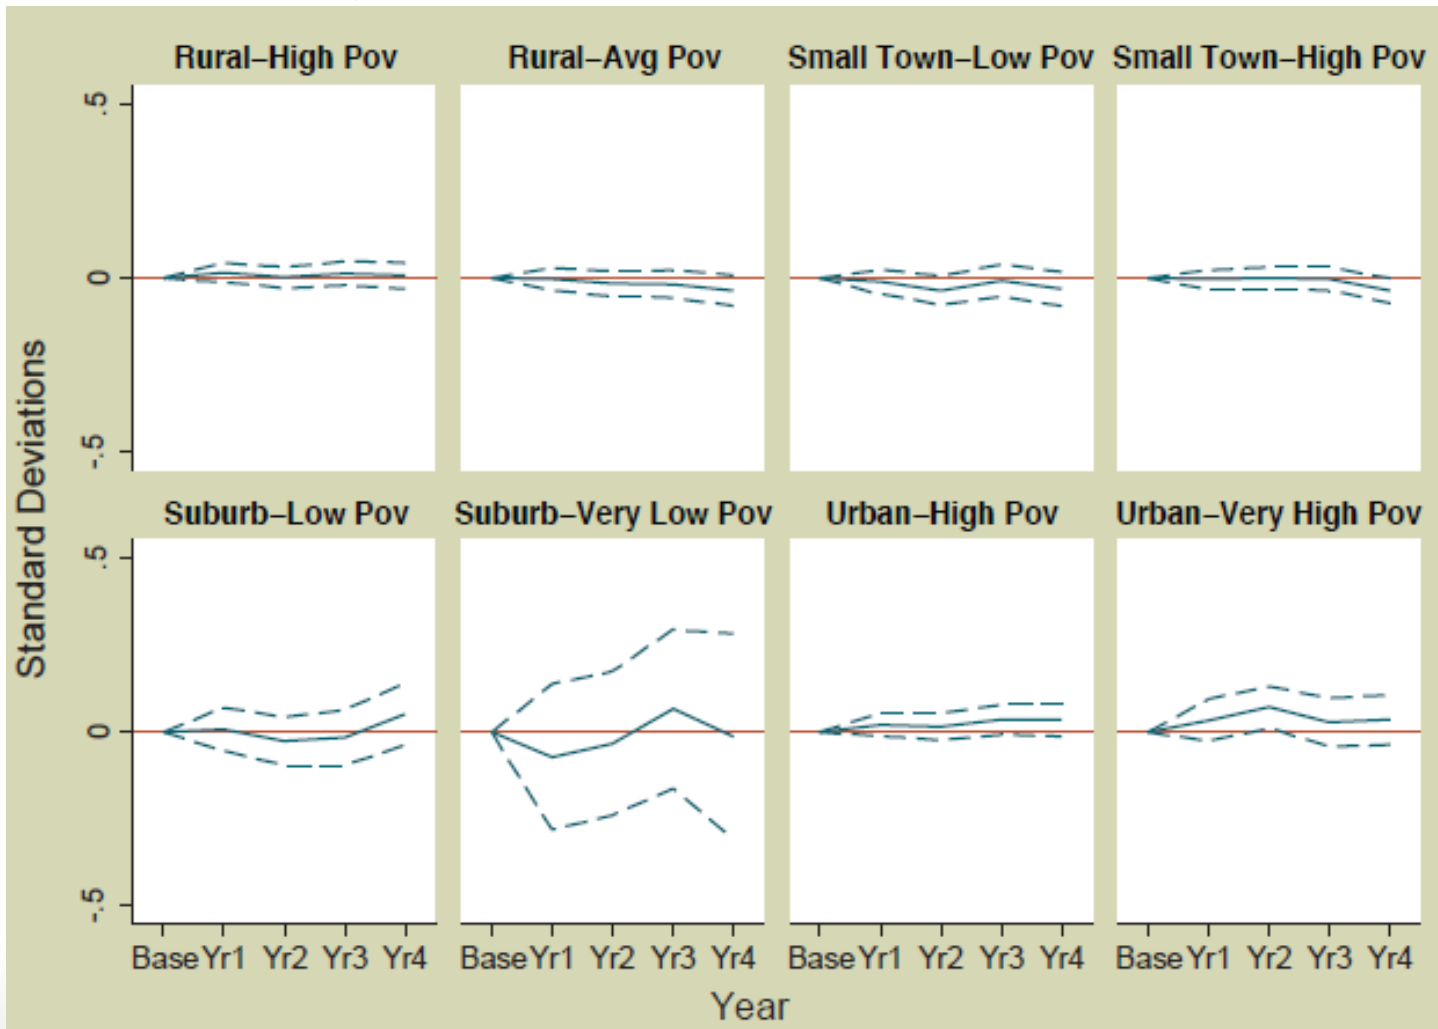 Rural–High Pov
Rural–Avg Pov
Small Town–Low Pov
Small Town–High Pov
.5
0
-.5
Suburb–Low Pov
Suburb–Very Low Pov
Urban–High Pov
Urban–Very High Pov
.5
0
-.5
Standard Deviations
Base Yr1 Yr2 Yr3 Yr4
Base Yr1 Yr2 Yr3 Yr4
Base Yr1 Yr2 Yr3 Yr4
Base Yr1 Yr2 Yr3 Yr4
Year